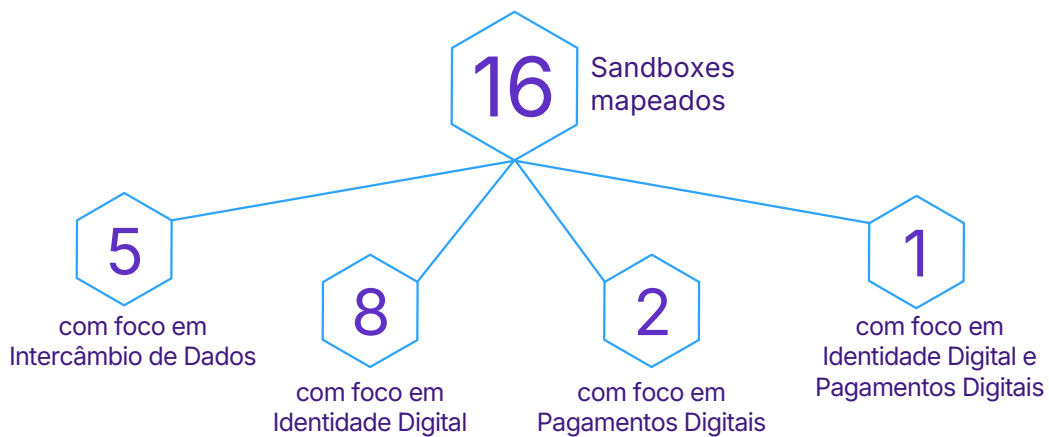 16
Sandboxes
mapeados
5
com foco em
Intercâmbio de Dados
8
com foco em
Identidade Digital
2
com foco em
Pagamentos Digitais
1
com foco em
Identidade Digital e
Pagamentos Digitais